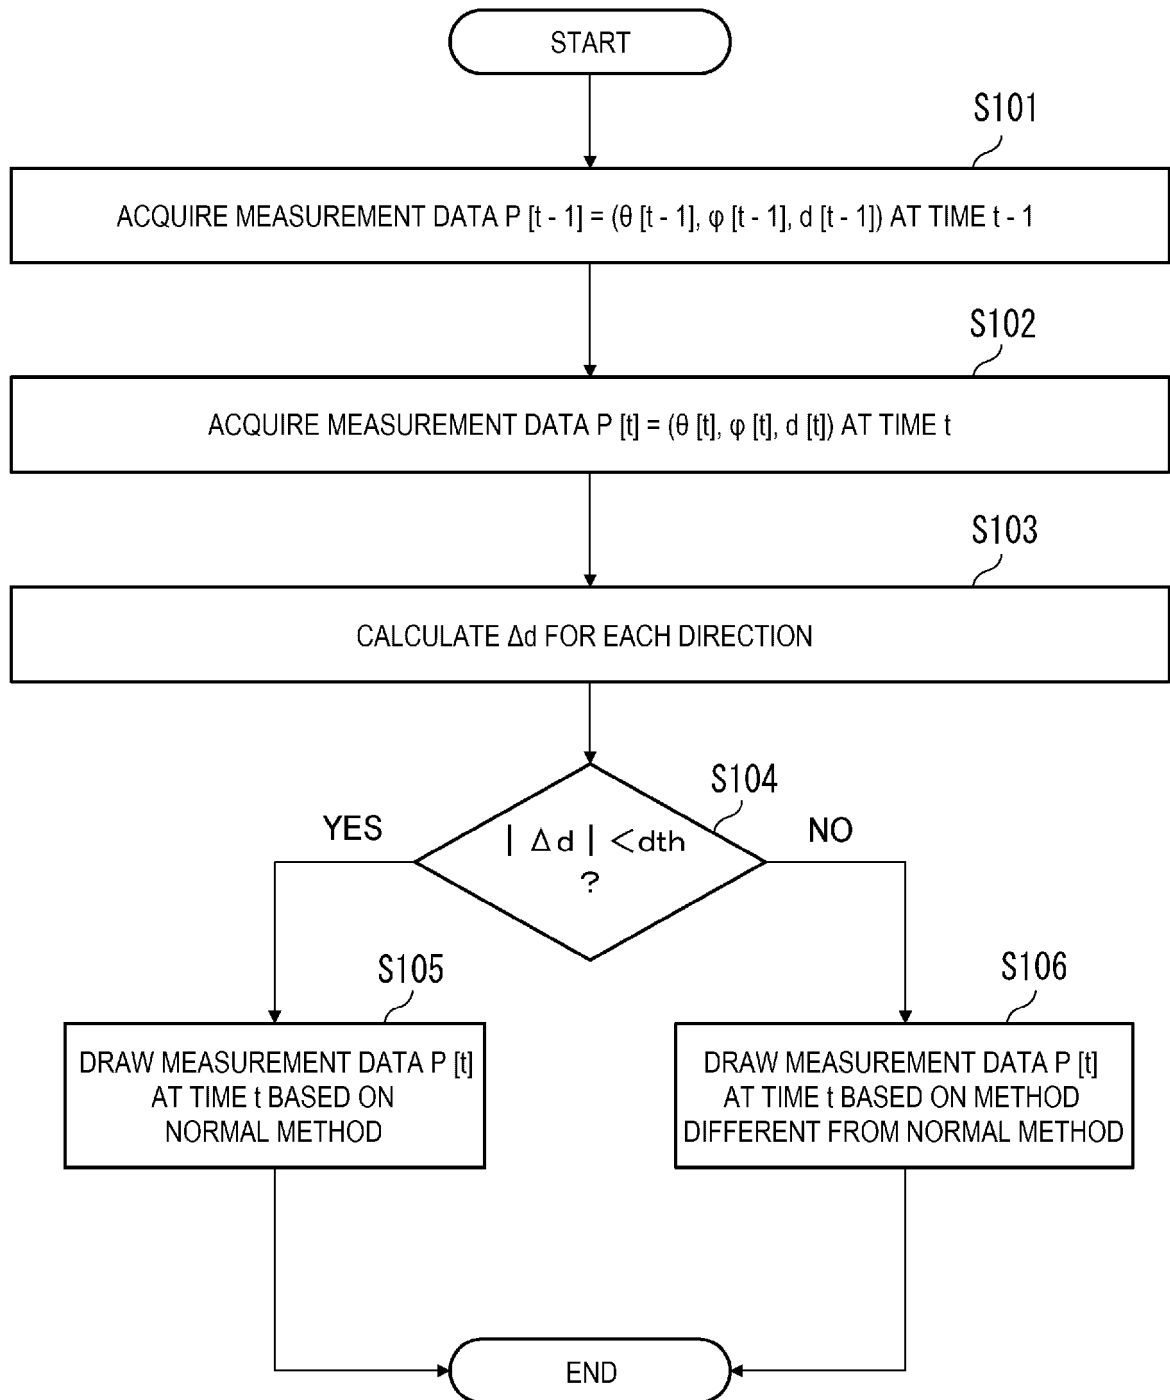 START
S101
ACQUIRE MEASUREMENT DATA P [t - 1] = (θ [t - 1], φ [t - 1], d [t - 1]) AT TIME t - 1
S102
ACQUIRE MEASUREMENT DATA P [t] = (θ [t], φ [t], d [t]) AT TIME t
S103
CALCULATE Δd FOR EACH DIRECTION
S104
YES
| Δd | <dth
?
NO
S105
DRAW MEASUREMENT DATA P [t]
AT TIME t BASED ON
NORMAL METHOD
S106
DRAW MEASUREMENT DATA P [t]
AT TIME t BASED ON METHOD
DIFFERENT FROM NORMAL METHOD
END